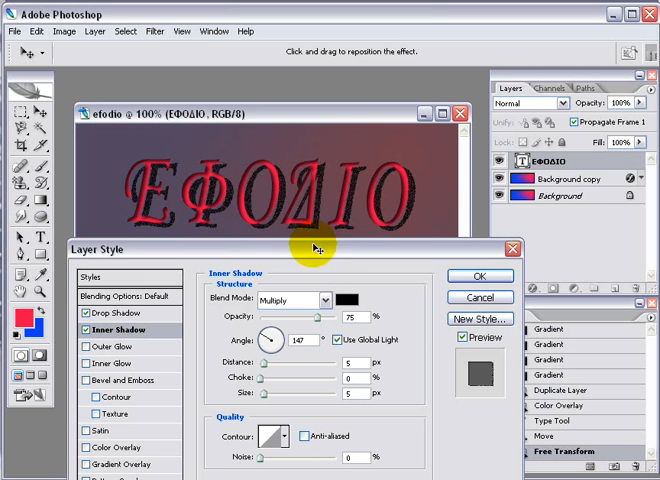 Adobe Photoshop
File Edit Image Layer Select Filter View Window Help
Click and drag to reposition the effect.
efodio @ 100% (ΕΦΟΔΙΟ, RGB/8)
ΕΦΟΔΙΟ
Layers Channels Paths
Normal Opacity: 100%
Unify: Propagate Frame 1
Lock: Fill: 100%
T ΕΦΟΔΙΟ
Background copy
Background
Gradient
Gradient
Gradient
Gradient
Duplicate Layer
Color Overlay
Type Tool
Move
Free Transform
Layer Style
Styles
Blending Options: Default
Drop Shadow
Inner Shadow
Outer Glow
Inner Glow
Bevel and Emboss
Contour
Texture
Satin
Color Overlay
Gradient Overlay
Inner Shadow
Structure
Blend Mode: Multiply
Opacity: 75 %
Angle: 147 ° Use Global Light
Distance: 5 px
Choke: 0 %
Size: 5 px
Quality
Contour: Anti-aliased
Noise: 0 %
OK
Cancel
New Style...
Preview